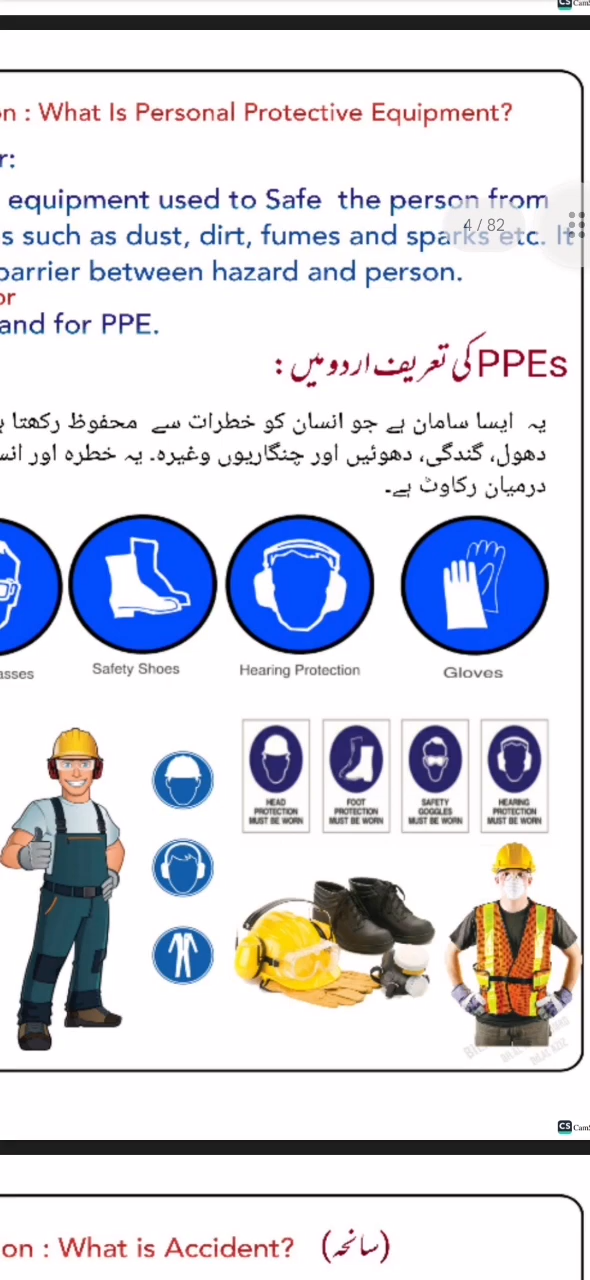 CS Cam
n : What Is Personal Protective Equipment?
r:
equipment used to Safe the person from
4 / 82
s such as dust, dirt, fumes and sparks etc. It
barrier between hazard and person.
or
and for PPE.
PPEs کی تعریف اردو میں :
یہ ایسا سامان ہے جو انسان کو خطرات سے محفوظ رکھتا
دھول، گندگی، دھوئیں اور چنگاریوں وغیرہ۔ یہ خطرہ اور
درمیان رکاوٹ ہے۔
asses
Safety Shoes
Hearing Protection
Gloves
HEAD PROTECTION MUST BE WORN
FOOT PROTECTION MUST BE WORN
SAFETY GOGGLES MUST BE WORN
HEARING PROTECTION MUST BE WORN
CS Cam
on : What is Accident? (سانحہ)